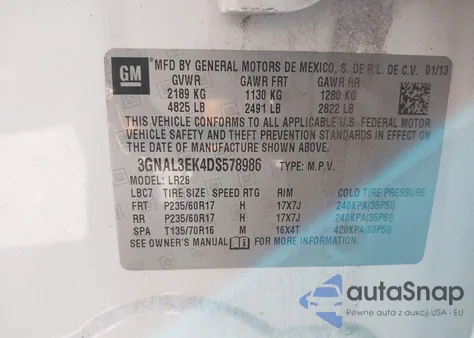 GM
MFD BY GENERAL MOTORS DE MEXICO, S. DE R.L. DE C.V. 01/13
GVWR GAWR FRT GAWR RR
2189 KG 1130 KG 1280 KG
4825 LB 2491 LB 2822 LB
THIS VEHICLE CONFORMS TO ALL APPLICABLE U.S. FEDERAL MOTOR
VEHICLE SAFETY AND THEFT PREVENTION STANDARDS IN EFFECT ON
THE DATE OF MANUFACTURE SHOWN ABOVE.
3GNAL3EK4DS578986 TYPE: M.P.V.
MODEL: LR26
LBC7 TIRE SIZE SPEED RTG RIM COLD TIRE PRESSURE
FRT P235/60R17 H 17X7J 240KPA(35PSI)
RR P235/60R17 H 17X7J 240KPA(35PSI)
SPA T135/70R16 M 16X4T 420KPA(60PSI)
SEE OWNER'S MANUAL FOR MORE INFORMATION.
autoSnap
Pewne auta z aukcji USA i EU